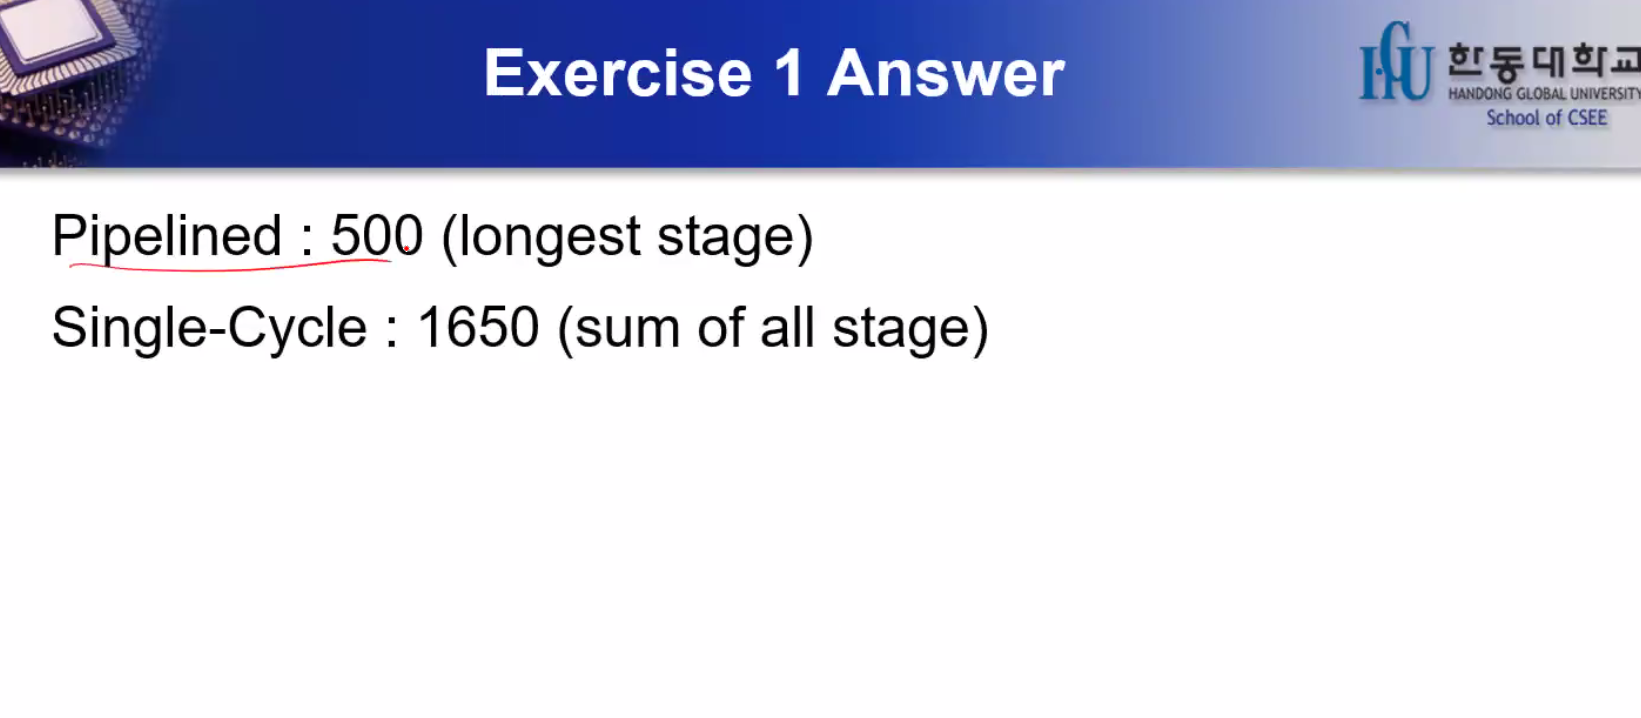 Exercise 1 Answer
HGU 한동대학교
HANDONG GLOBAL UNIVERSITY
School of CSEE
Pipelined : 500 (longest stage)
Single-Cycle : 1650 (sum of all stage)